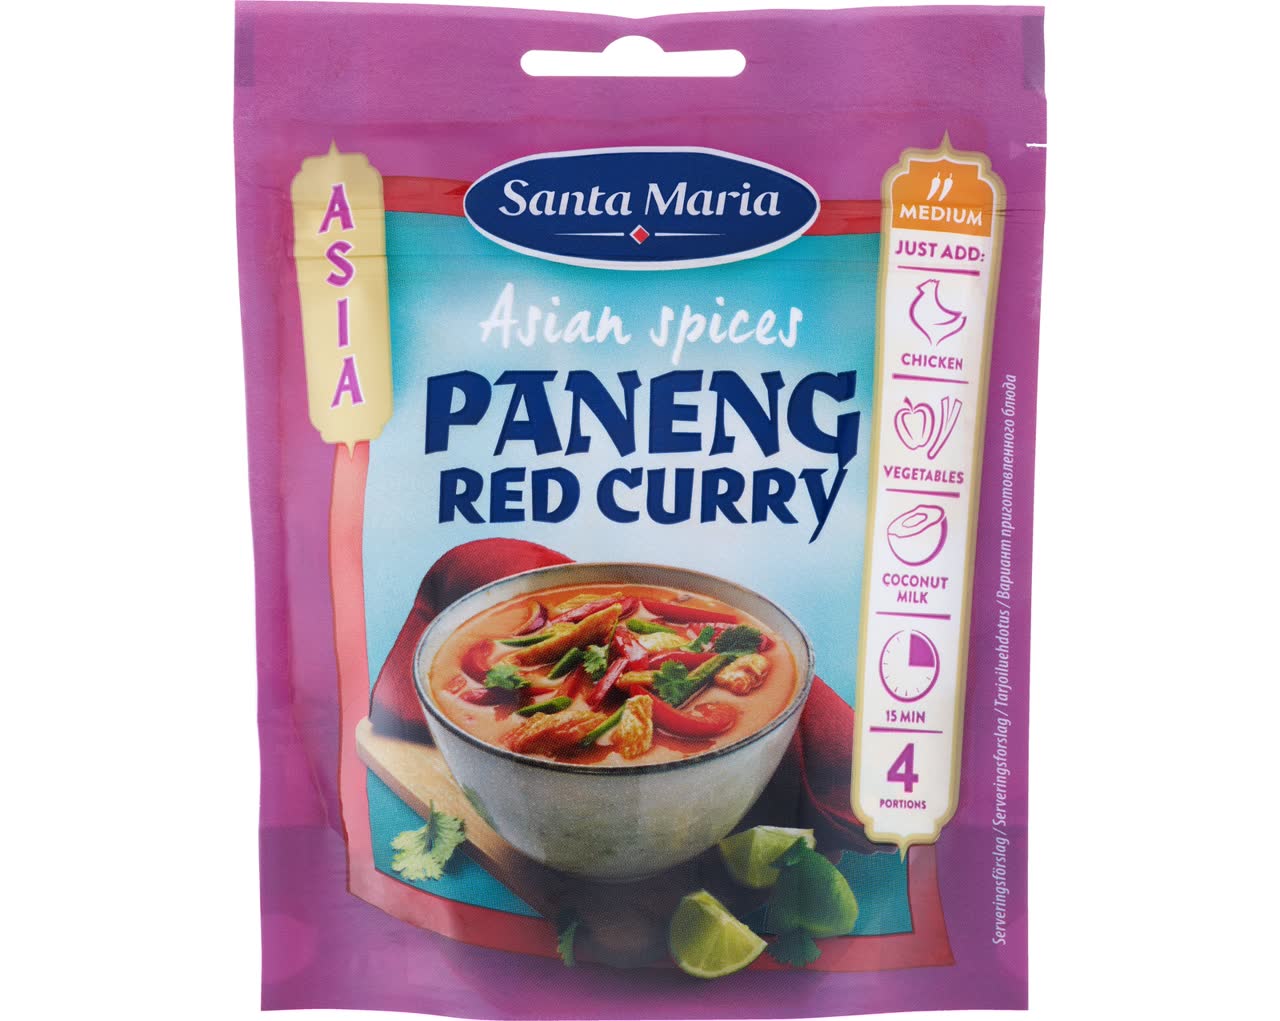 Santa Maria
ASIA
Asian spices
PANENG
RED CURRY
MEDIUM
JUST ADD:
CHICKEN
VEGETABLES
COCONUT
MILK
15 MIN
4
PORTIONS
Serveringsförslag / Serveringsforslag / Tarjoiluehdotus / Вариант приготовленного блюда